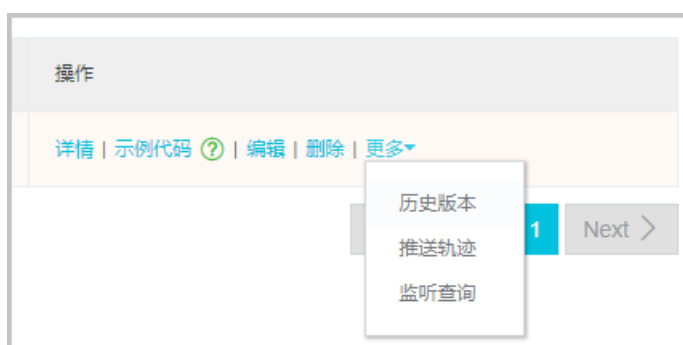 操作
详情 | 示例代码 ? | 编辑 | 删除 | 更多
历史版本
1 Next
推送轨迹
监听查询